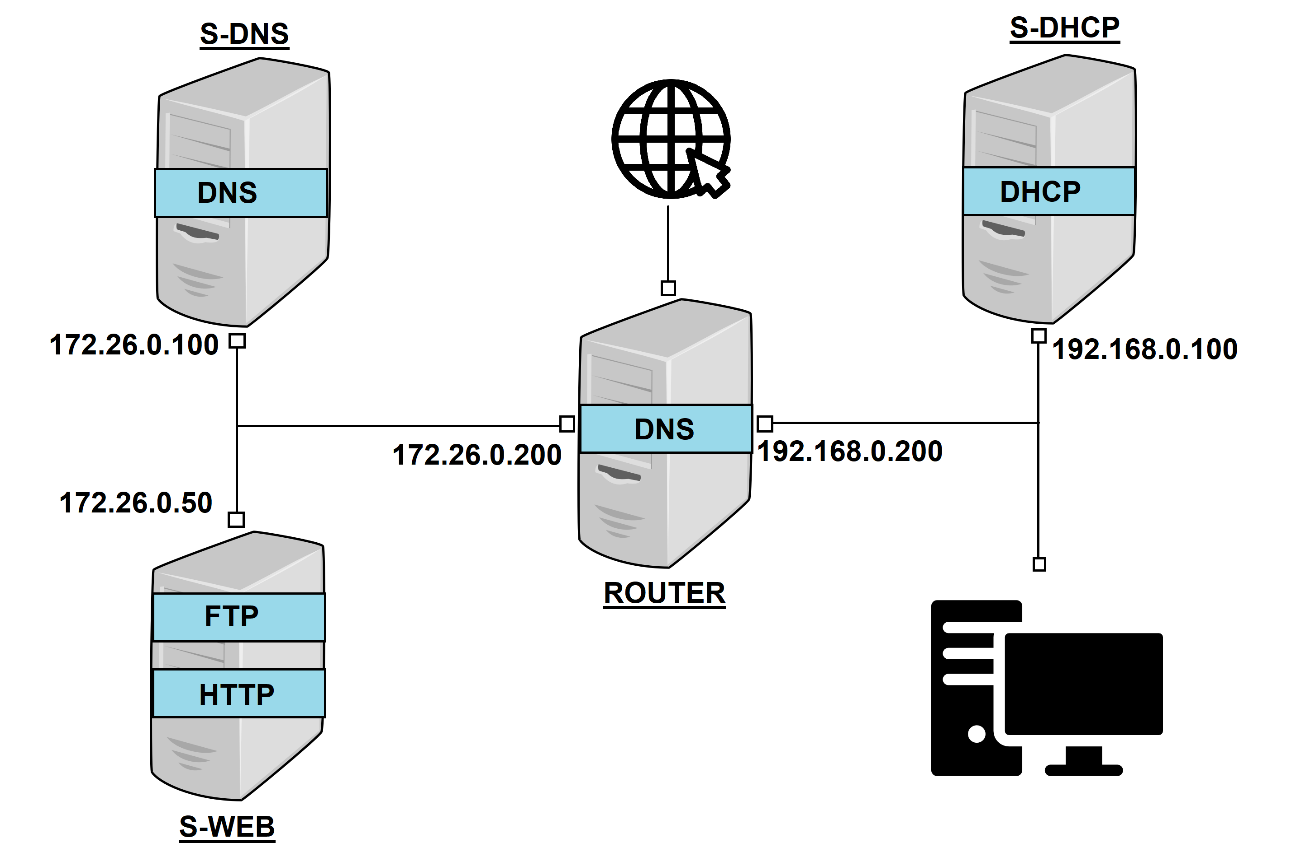 S-DNS
S-DHCP
DNS
DHCP
172.26.0.100
192.168.0.100
DNS
172.26.0.200
192.168.0.200
172.26.0.50
ROUTER
FTP
HTTP
S-WEB